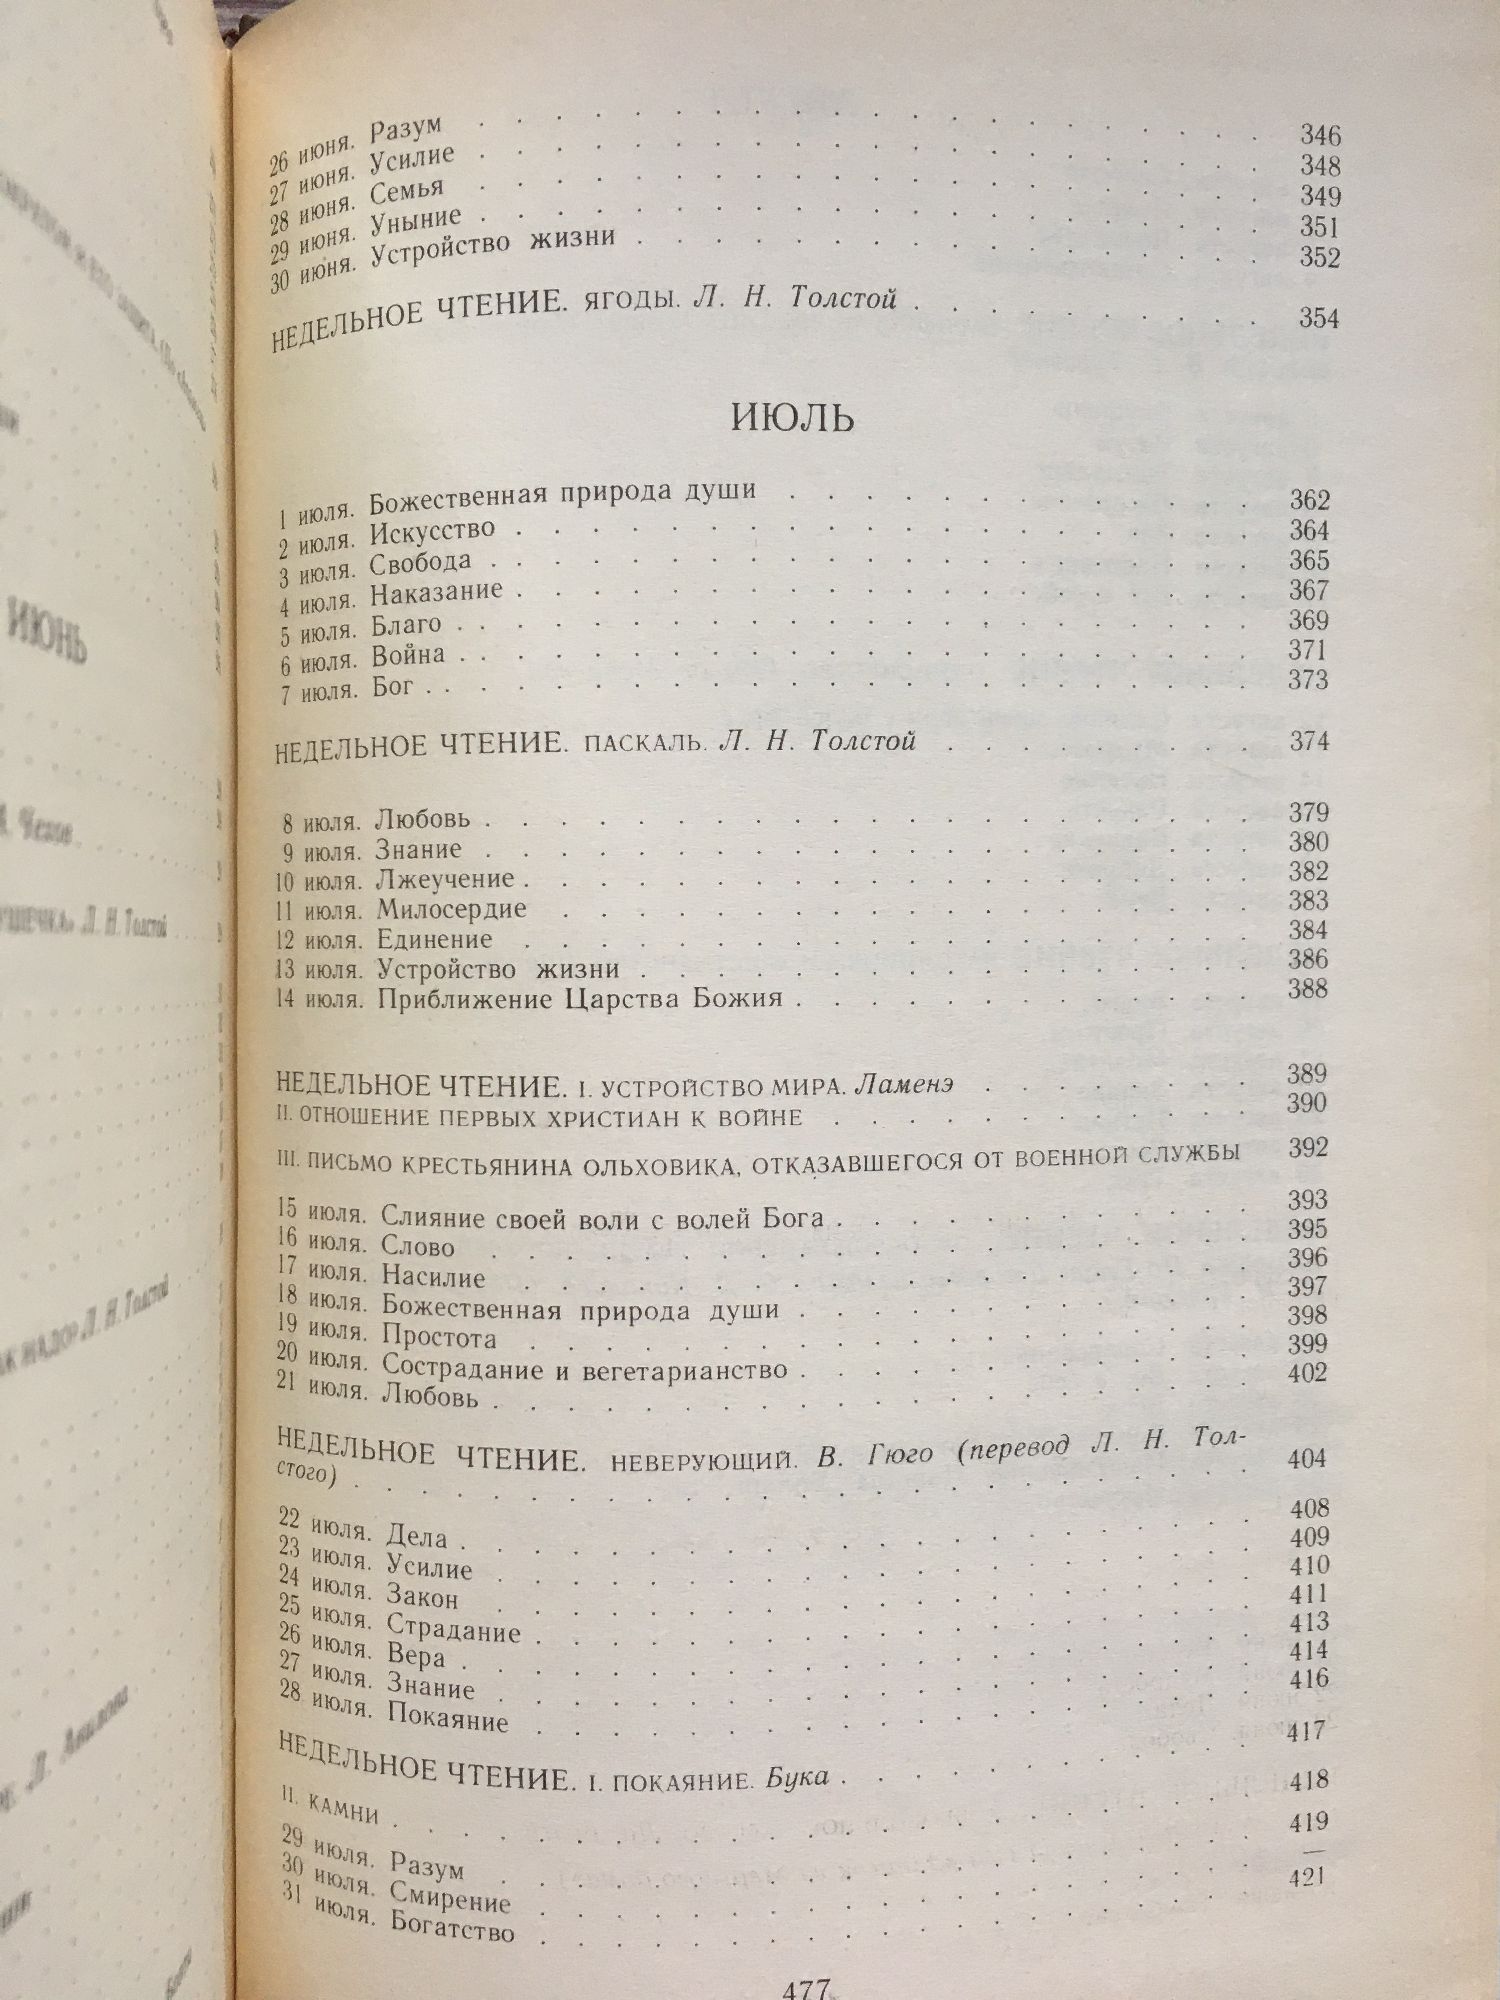 ИЮНЬ
Чехов
Л. Н. Толстой
Л. Н. Толстой
26 июня. Разум 346
27 июня. Усилие 348
28 июня. Семья 349
29 июня. Уныние 351
30 июня. Устройство жизни 352
НЕДЕЛЬНОЕ ЧТЕНИЕ. ЯГОДЫ. Л. Н. Толстой 354
ИЮЛЬ
1 июля. Божественная природа души 362
2 июля. Искусство 364
3 июля. Свобода 365
4 июля. Наказание 367
5 июля. Благо 369
6 июля. Война 371
7 июля. Бог 373
НЕДЕЛЬНОЕ ЧТЕНИЕ. ПАСКАЛЬ. Л. Н. Толстой 374
8 июля. Любовь 379
9 июля. Знание 380
10 июля. Лжеучение 382
11 июля. Милосердие 383
12 июля. Единение 384
13 июля. Устройство жизни 386
14 июля. Приближение Царства Божия 388
НЕДЕЛЬНОЕ ЧТЕНИЕ. I. УСТРОЙСТВО МИРА. Ламенэ 389
II. ОТНОШЕНИЕ ПЕРВЫХ ХРИСТИАН К ВОЙНЕ 390
III. ПИСЬМО КРЕСТЬЯНИНА ОЛЬХОВИКА, ОТКАЗАВШЕГОСЯ ОТ ВОЕННОЙ СЛУЖБЫ 392
15 июля. Слияние своей воли с волей Бога 393
16 июля. Слово 395
17 июля. Насилие 396
18 июля. Божественная природа души 397
19 июля. Простота 398
20 июля. Сострадание и вегетарианство 399
21 июля. Любовь 402
НЕДЕЛЬНОЕ ЧТЕНИЕ. НЕВЕРУЮЩИЙ. В. Гюго (перевод Л. Н. Тол-
стого) 404
22 июля. Дела 408
23 июля. Усилие 409
24 июля. Закон 410
25 июля. Страдание 411
26 июля. Вера 413
27 июля. Знание 414
28 июля. Покаяние 416
НЕДЕЛЬНОЕ ЧТЕНИЕ. I. ПОКАЯНИЕ. Бука 417
II. КАМНИ 418
29 июля. Разум 419
30 июля. Смирение —
31 июля. Богатство 421
477